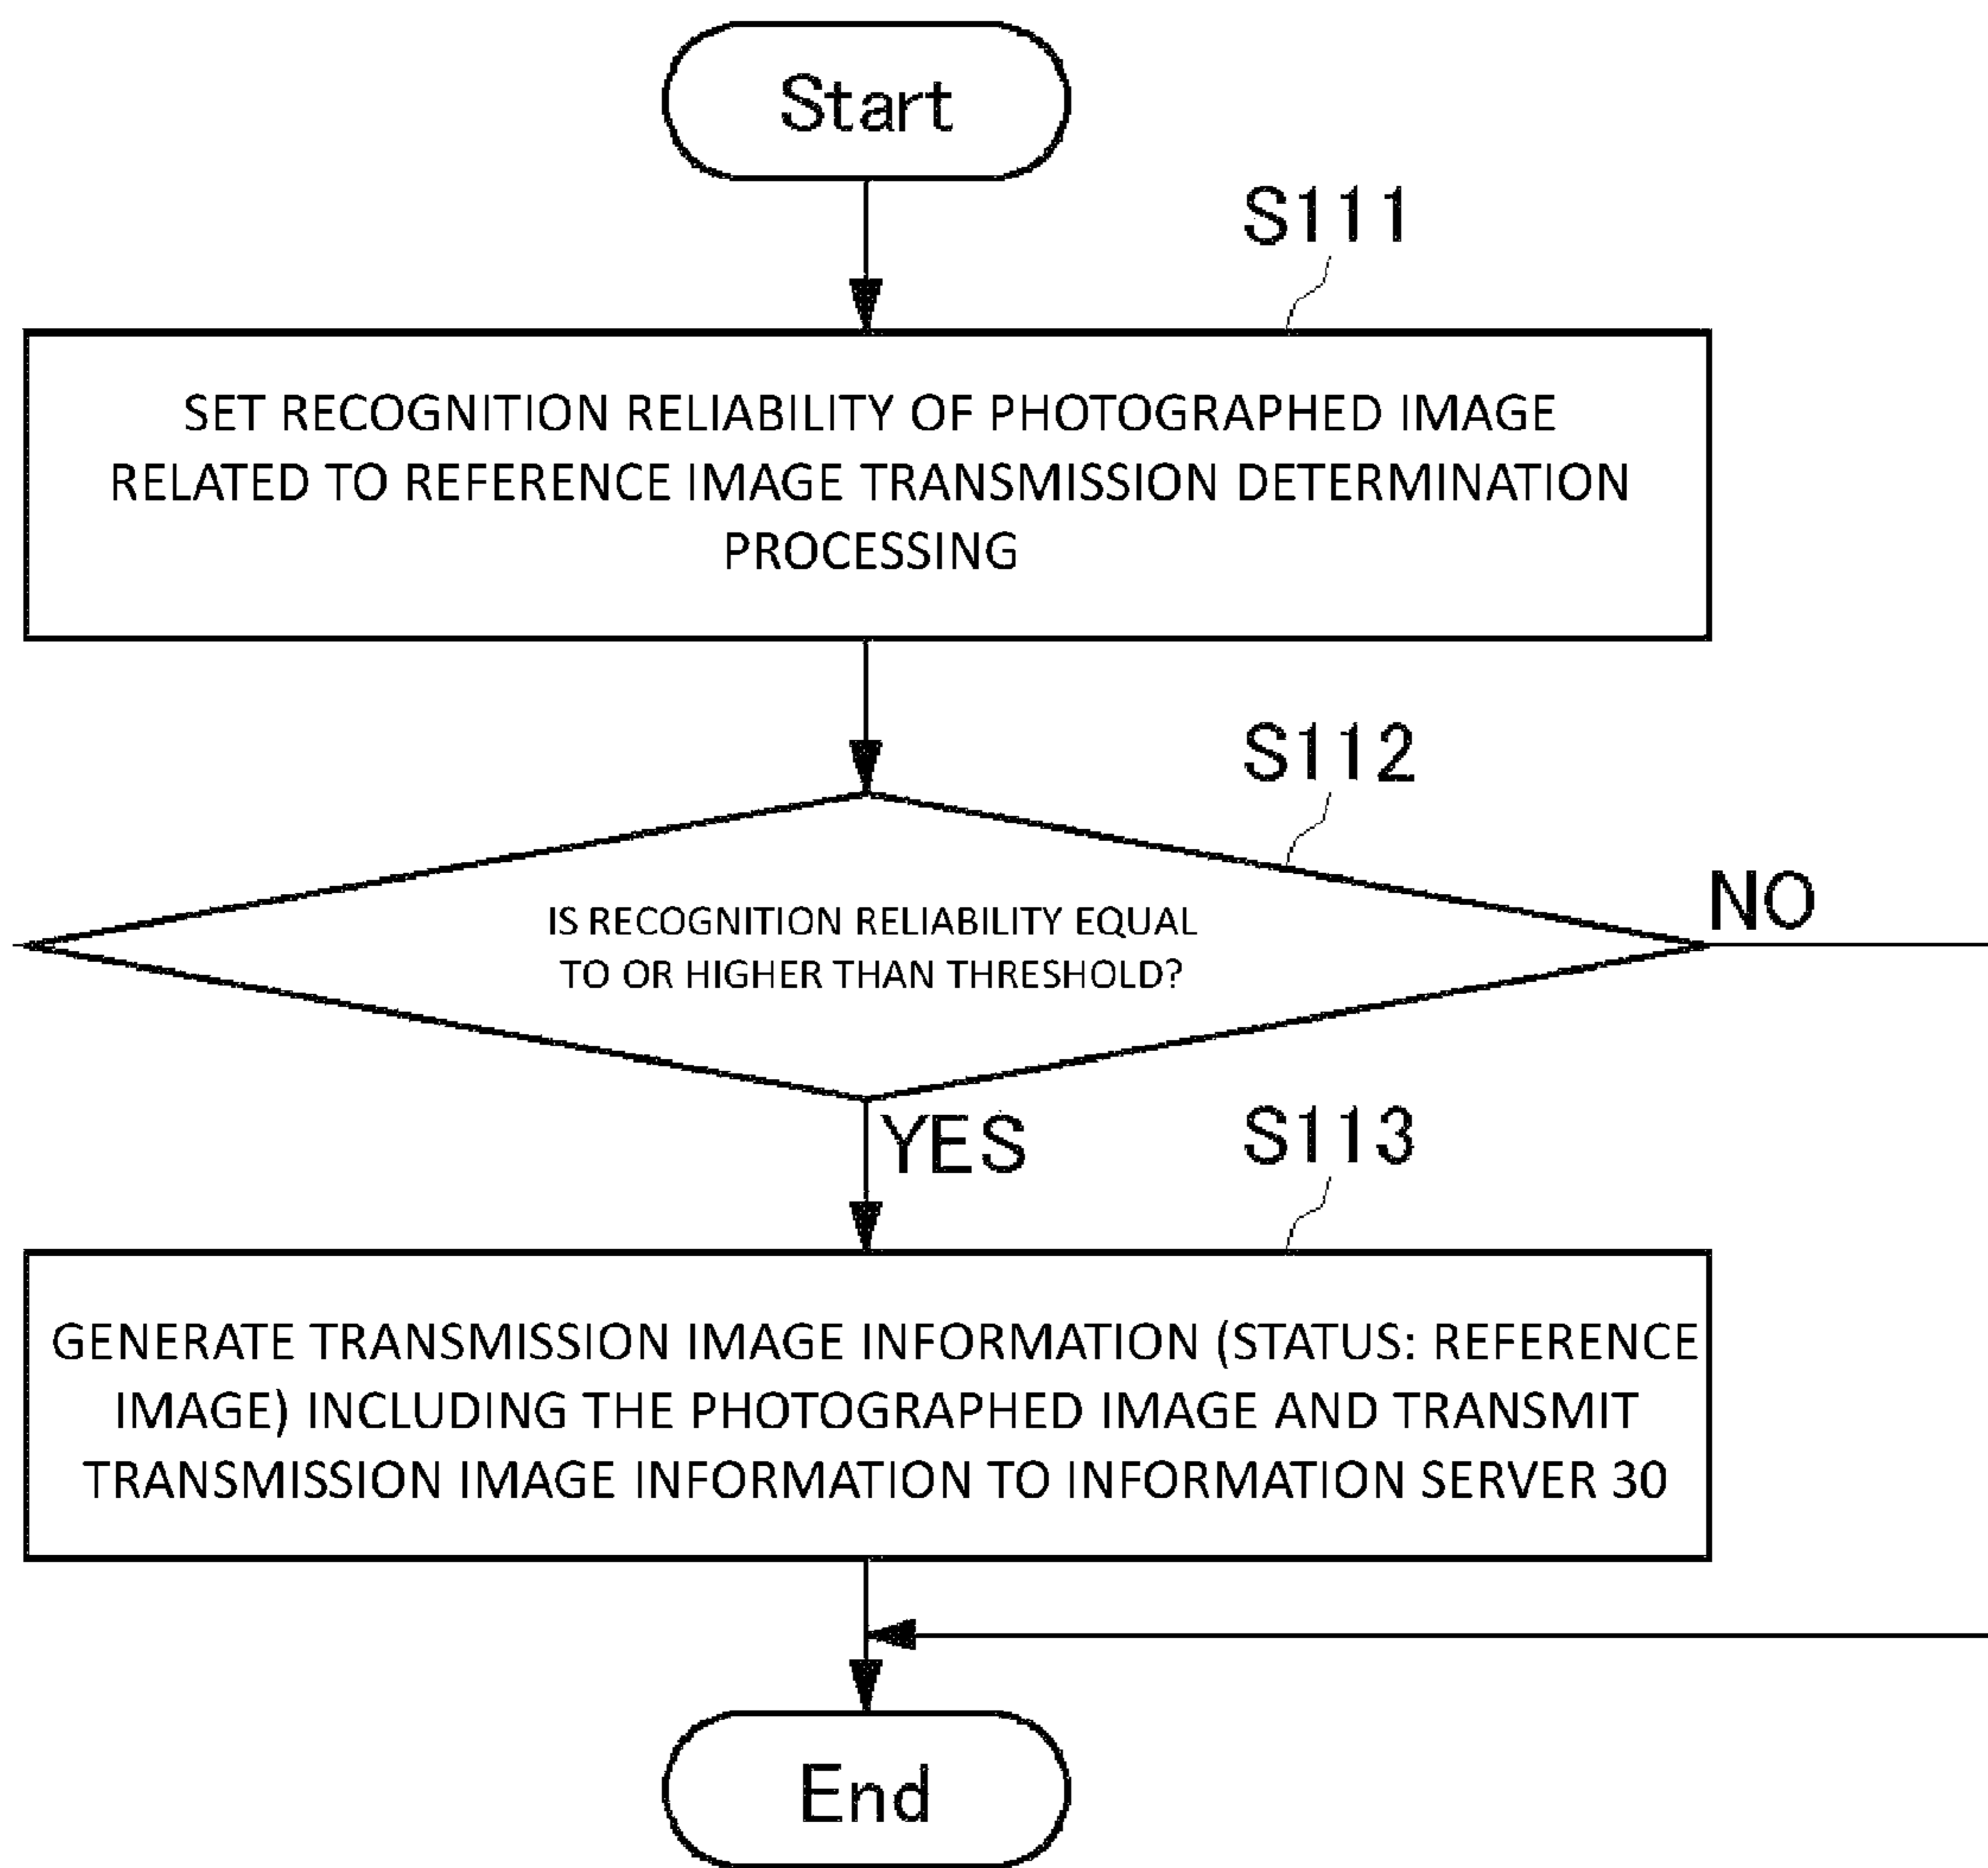 Start
S111
SET RECOGNITION RELIABILITY OF PHOTOGRAPHED IMAGE
RELATED TO REFERENCE IMAGE TRANSMISSION DETERMINATION
PROCESSING
S112
NO
IS RECOGNITION RELIABILITY EQUAL
TO OR HIGHER THAN THRESHOLD?
YES
S113
GENERATE TRANSMISSION IMAGE INFORMATION (STATUS: REFERENCE
IMAGE) INCLUDING THE PHOTOGRAPHED IMAGE AND TRANSMIT
TRANSMISSION IMAGE INFORMATION TO INFORMATION SERVER 30
End